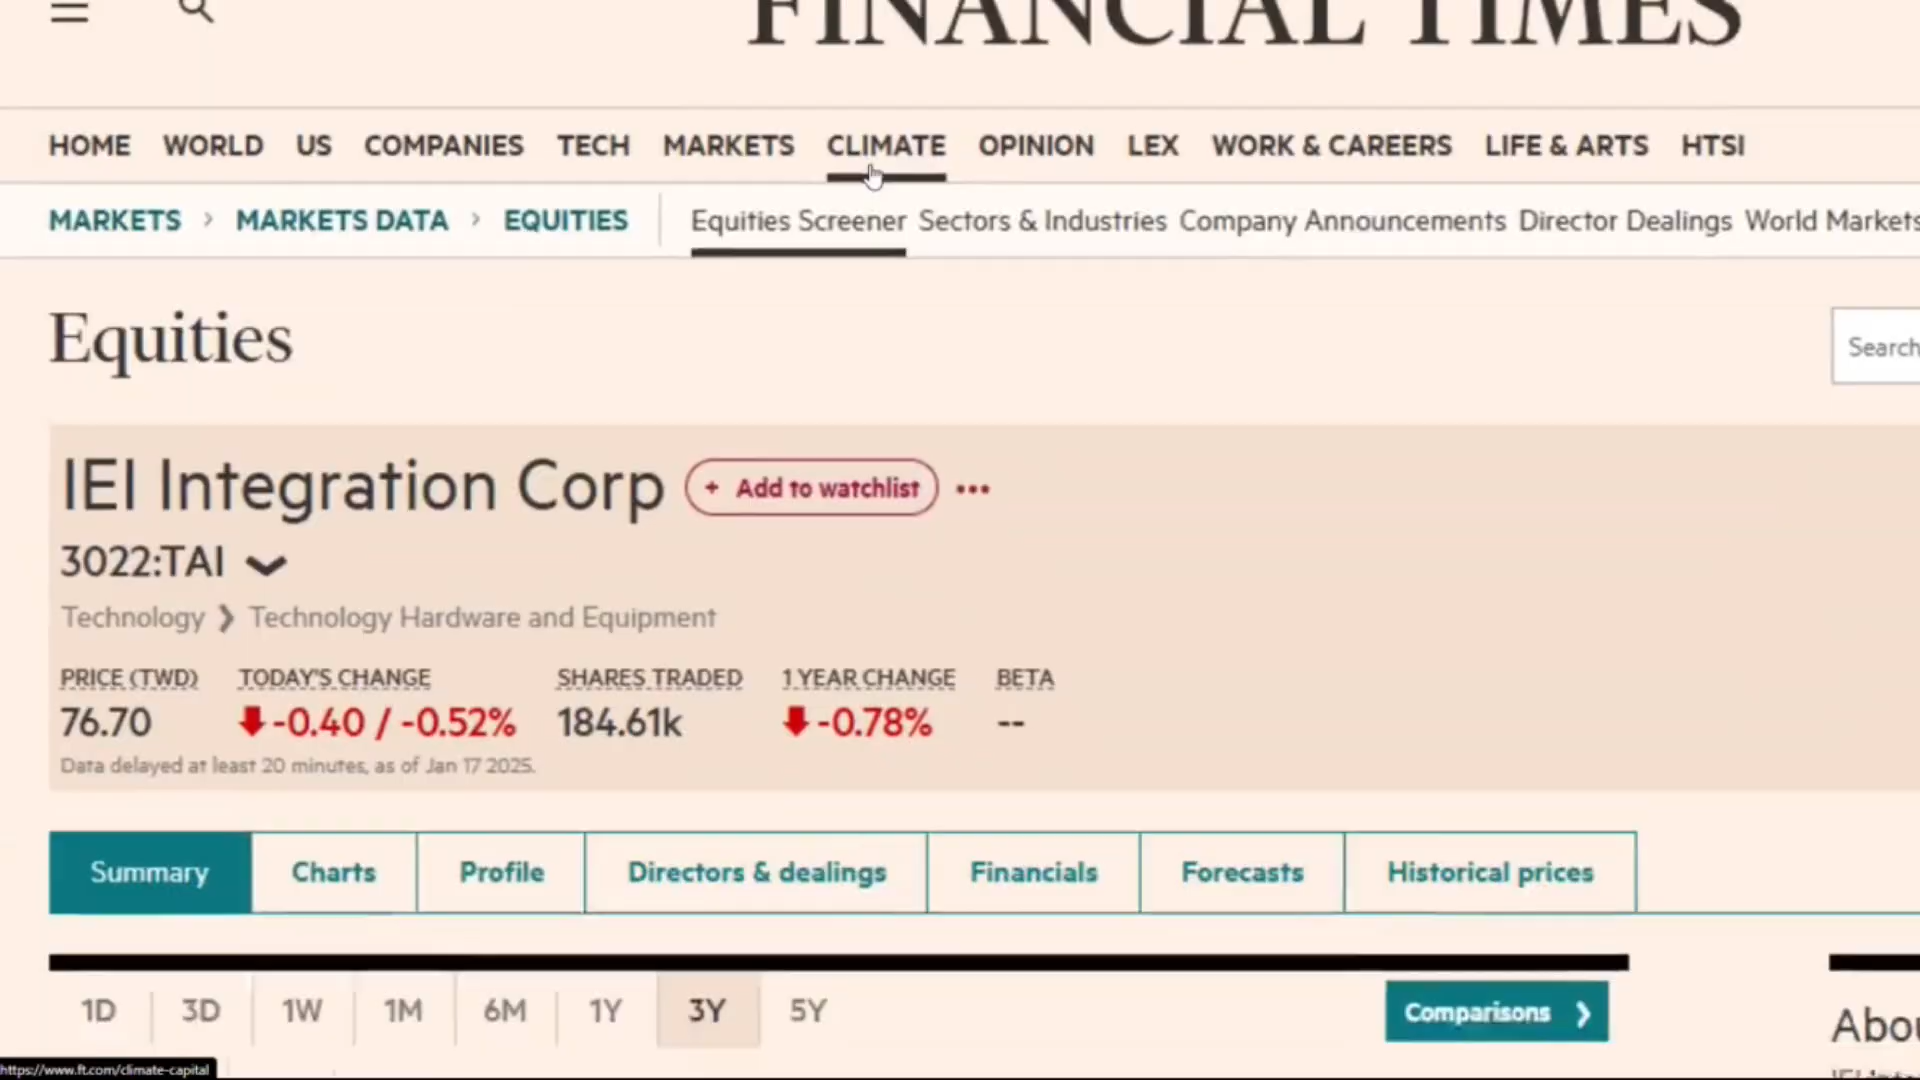 FINANCIAL TIMES
HOME WORLD US COMPANIES TECH MARKETS CLIMATE OPINION LEX WORK & CAREERS LIFE & ARTS HTSI
MARKETS > MARKETS DATA > EQUITIES Equities Screener Sectors & Industries Company Announcements Director Dealings World Markets
Equities
Search
IEI Integration Corp + Add to watchlist •••
3022:TAI
Technology > Technology Hardware and Equipment
PRICE (TWD) TODAY'S CHANGE SHARES TRADED 1 YEAR CHANGE BETA
76.70 -0.40 / -0.52% 184.61k -0.78% --
Data delayed at least 20 minutes, as of Jan 17 2025.
Summary Charts Profile Directors & dealings Financials Forecasts Historical prices
1D 3D 1W 1M 6M 1Y 3Y 5Y Comparisons >
Abou
https://www.ft.com/climate-capital